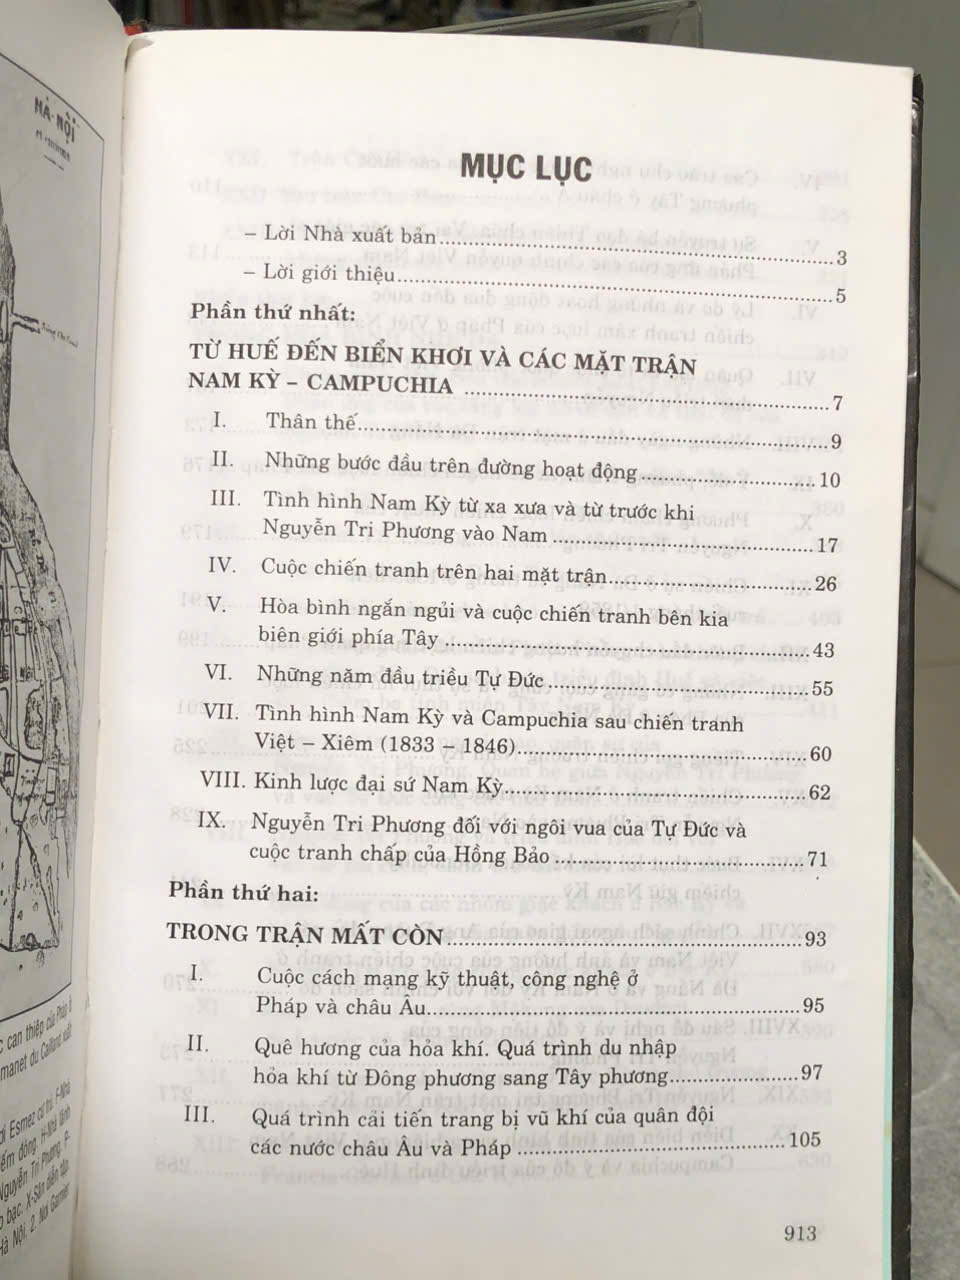 MỤC LỤC
– Lời Nhà xuất bản........................3
– Lời giới thiệu........................5
Phần thứ nhất:
TỪ HUẾ ĐẾN BIỂN KHƠI VÀ CÁC MẶT TRẬN
NAM KỲ – CAMPUCHIA ........................7
I. Thân thế........................9
II. Những bước đầu trên đường hoạt động........................10
III. Tình hình Nam Kỳ từ xa xưa và từ trước khi
Nguyễn Tri Phương vào Nam........................17
IV. Cuộc chiến tranh trên hai mặt trận........................26
V. Hòa bình ngắn ngủi và cuộc chiến tranh bên kia
biên giới phía Tây........................43
VI. Những năm đầu triều Tự Đức........................55
VII. Tình hình Nam Kỳ và Campuchia sau chiến tranh
Việt – Xiêm (1833 – 1846)........................60
VIII. Kinh lược đại sứ Nam Kỳ........................62
IX. Nguyễn Tri Phương đối với ngôi vua của Tự Đức và
cuộc tranh chấp của Hồng Bảo........................71
Phần thứ hai:
TRONG TRẬN MẤT CÒN........................93
I. Cuộc cách mạng kỹ thuật, công nghệ ở
Pháp và châu Âu........................95
II. Quê hương của hỏa khí. Quá trình du nhập
hỏa khí từ Đông phương sang Tây phương........................97
III. Quá trình cải tiến trang bị vũ khí của quân đội
các nước châu Âu và Pháp........................105
913
HÀ-NỘI
can thiệp của Pháp ở
Nguyễn Tri Phương
Hà Nội. 2.